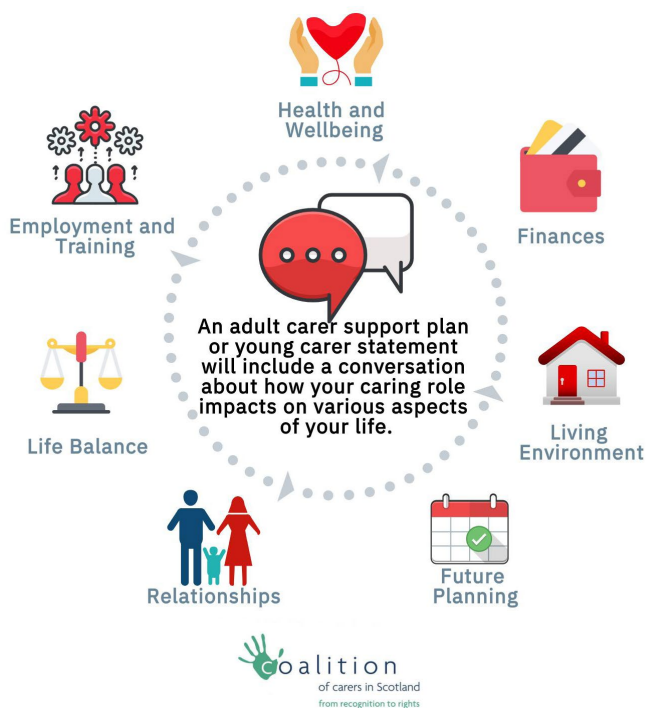 Health and
Wellbeing
Finances
Living
Environment
Future
Planning
Relationships
Life Balance
Employment and
Training
An adult carer support plan
or young carer statement
will include a conversation
about how your caring role
impacts on various aspects
of your life.
coalition
of carers in Scotland
from recognition to rights